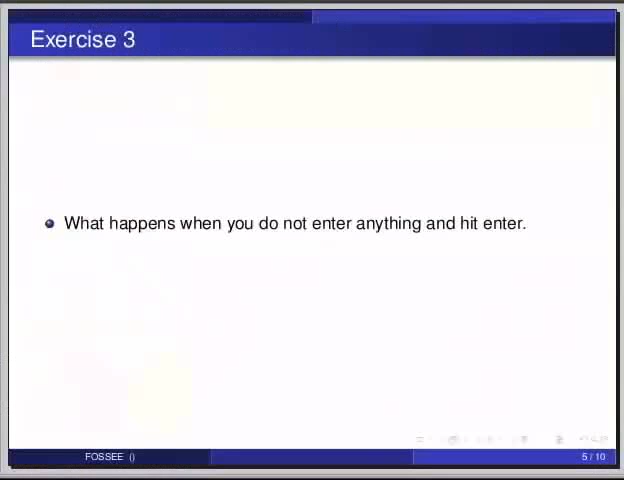 Exercise 3
What happens when you do not enter anything and hit enter.
FOSSEE ()
5 / 10